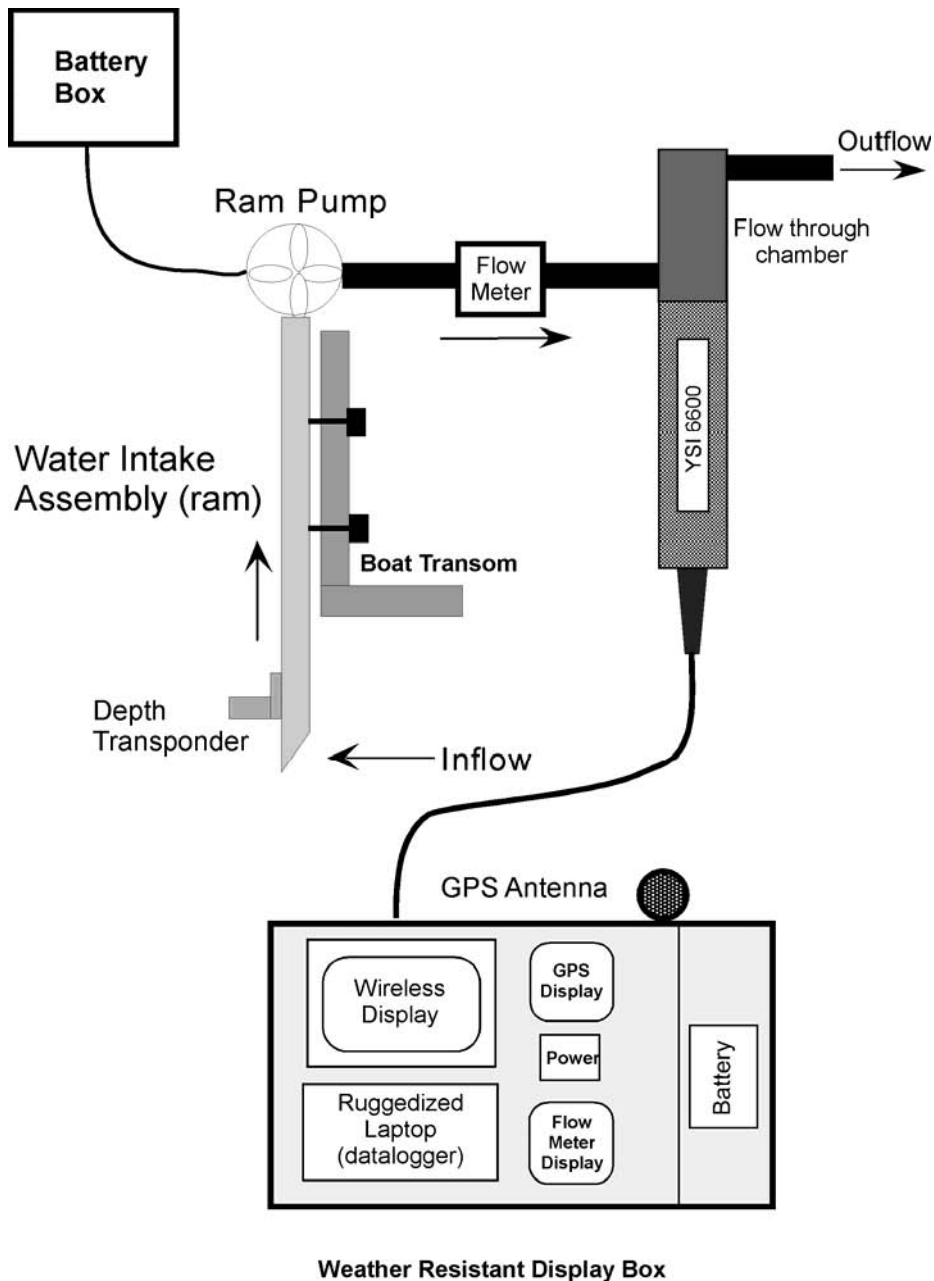 Battery
Box
Outflow
Ram Pump
Flow through
chamber
Flow
Meter
YSI 6600
Water Intake
Assembly (ram)
Boat Transom
Depth
Transponder
Inflow
GPS Antenna
Wireless
Display
GPS
Display
Power
Battery
Ruggedized
Laptop
(datalogger)
Flow
Meter
Display
Weather Resistant Display Box